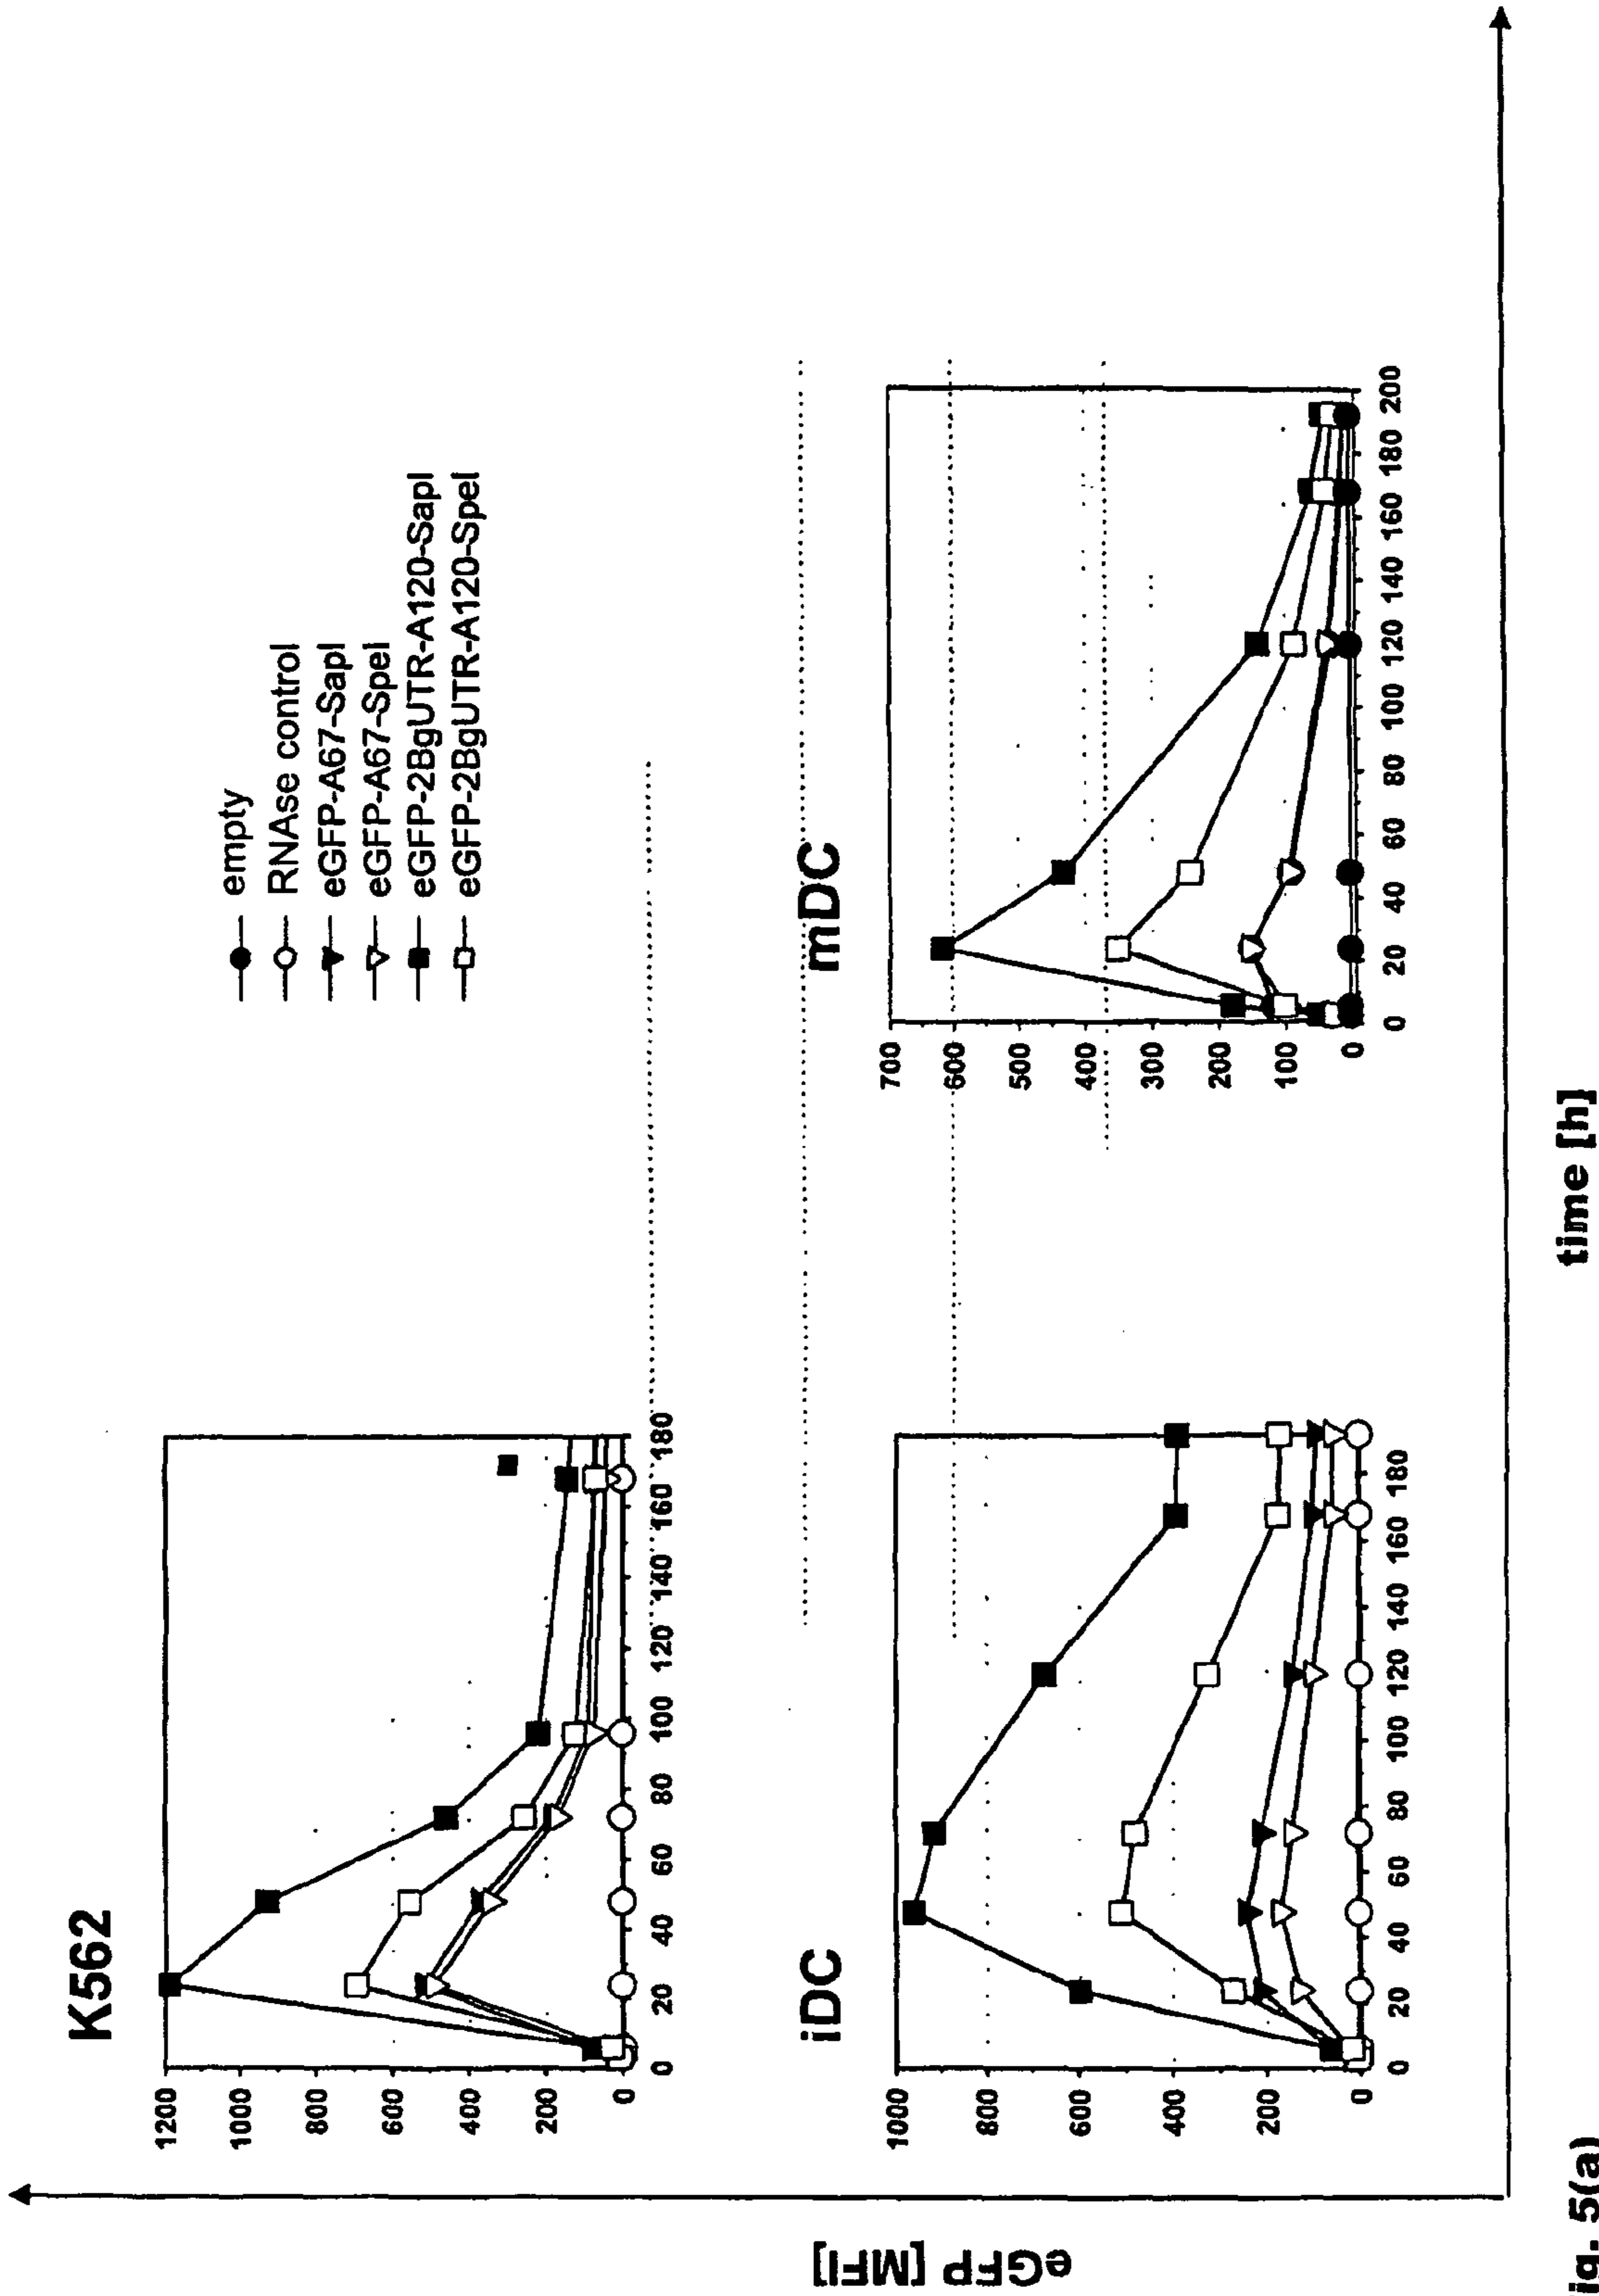 eGFP [MFI]
K562
1200
1000
800
600
400
200
0
0 20 40 60 80 100 120 140 160 180
empty
RNAse control
eGFP-A67-SapI
eGFP-A67-SpeI
eGFP-2BgUTR-A120-SapI
eGFP-2BgUTR-A120-SpeI
iDC
1000
800
600
400
200
0
0 20 40 60 80 100 120 140 160 180
mDC
700
600
500
400
300
200
100
0
0 20 40 60 80 100 120 140 160 180 200
time [h]
ig. 5(a)